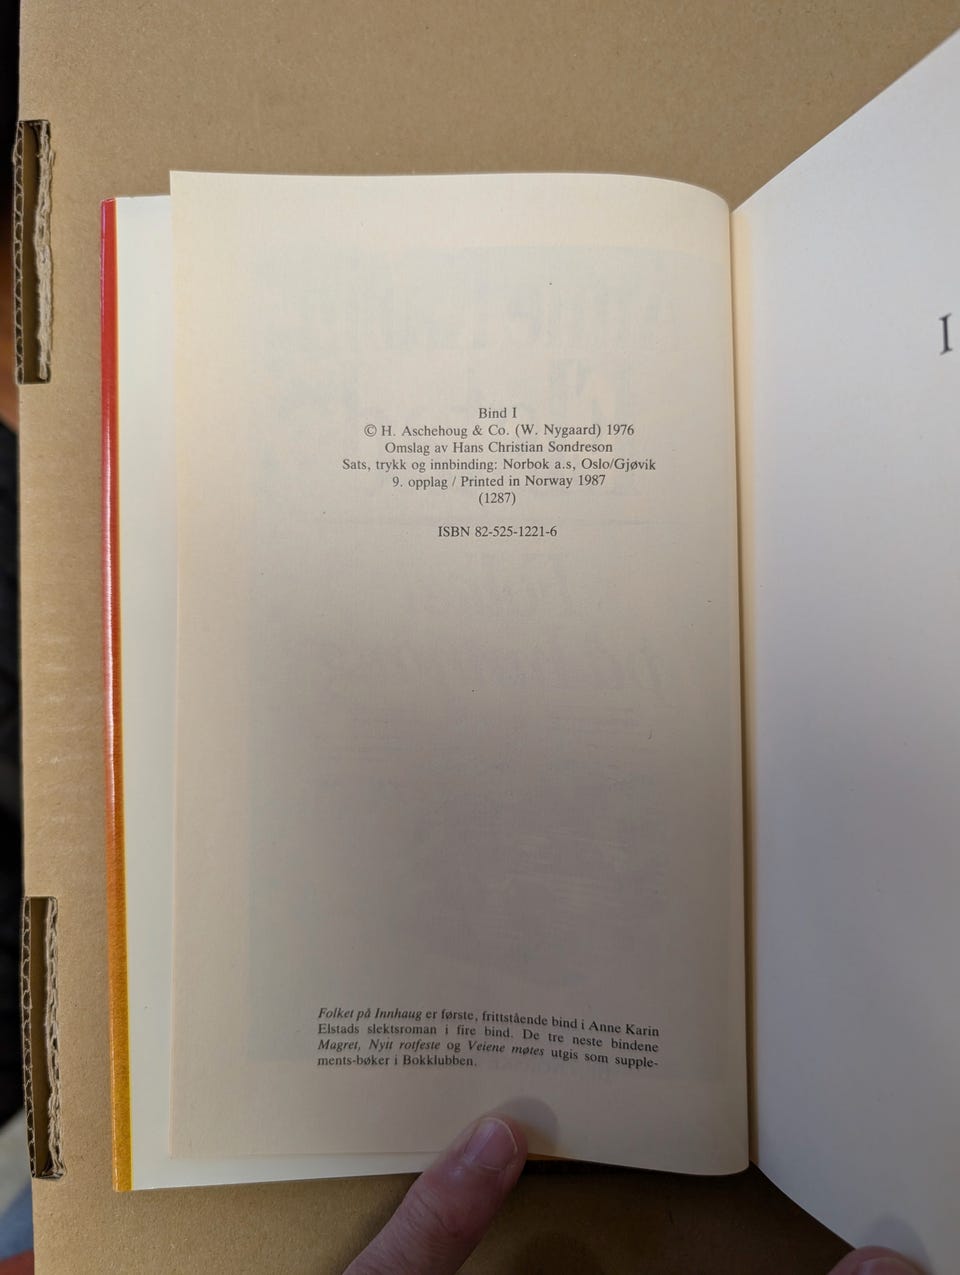 Bind I
© H. Aschehoug & Co. (W. Nygaard) 1976
Omslag av Hans Christian Sondreson
Sats, trykk og innbinding: Norbok a.s, Oslo/Gjøvik
9. opplag / Printed in Norway 1987
(1287)
ISBN 82-525-1221-6
Folket på Innhaug er første, frittstående bind i Anne Karin
Elstads slektsroman i fire bind. De tre neste bindene
Magret, Nytt rotfeste og Veiene møtes utgis som supple-
ments-bøker i Bokklubben.
I